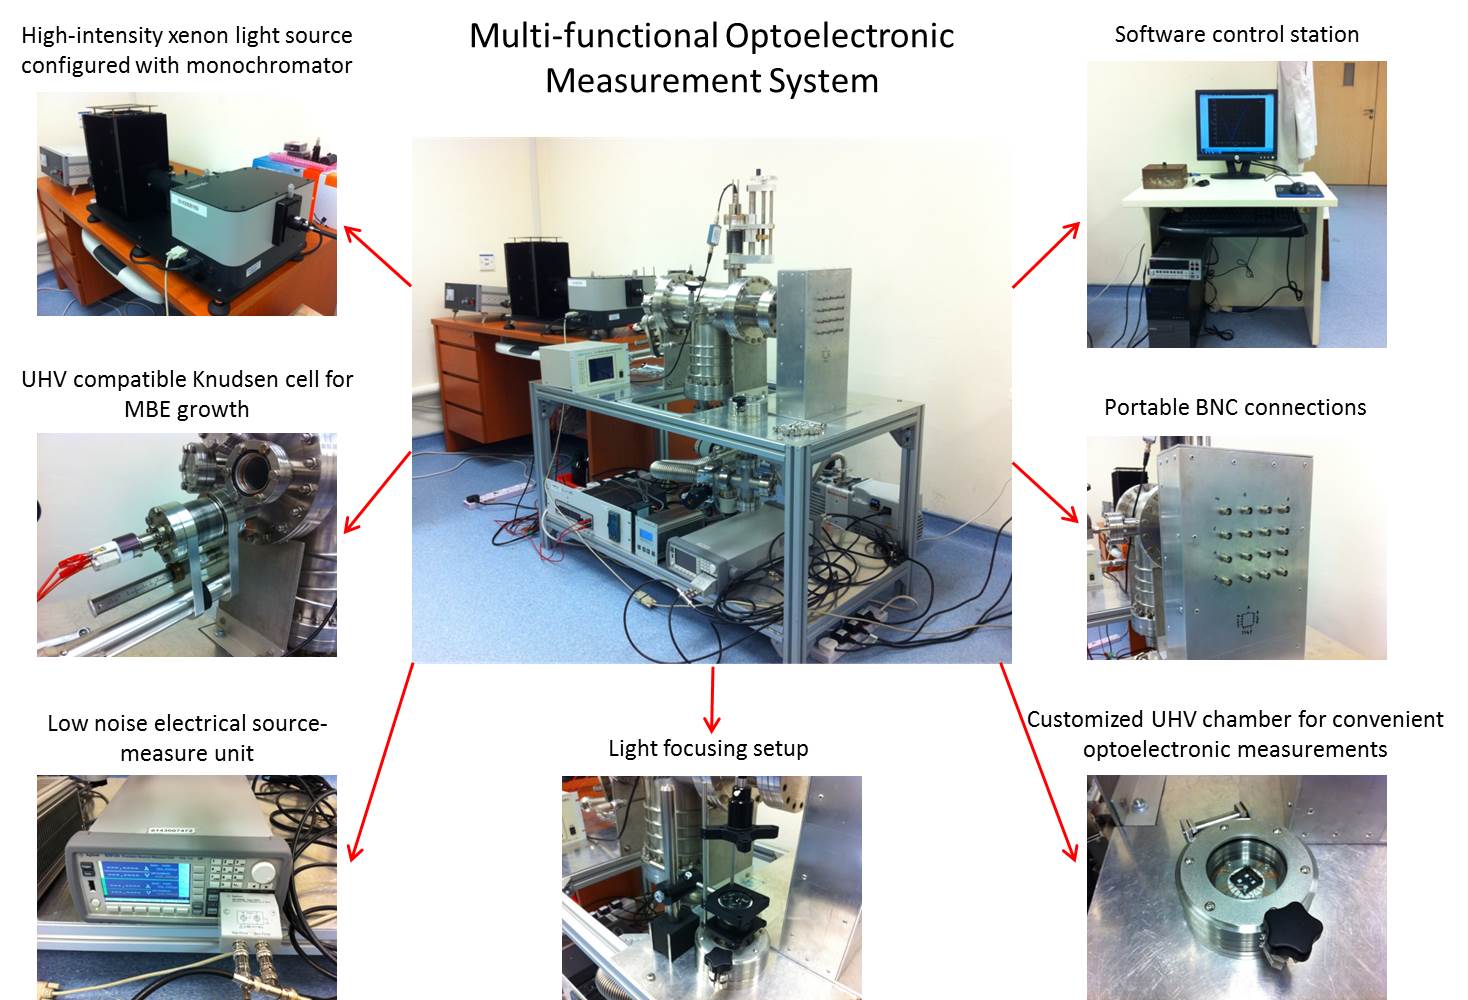 Multi-functional Optoelectronic
Measurement System
High-intensity xenon light source
configured with monochromator
Software control station
UHV compatible Knudsen cell for
MBE growth
Portable BNC connections
Low noise electrical source-
measure unit
Light focusing setup
Customized UHV chamber for convenient
optoelectronic measurements
6143007472
Agilent